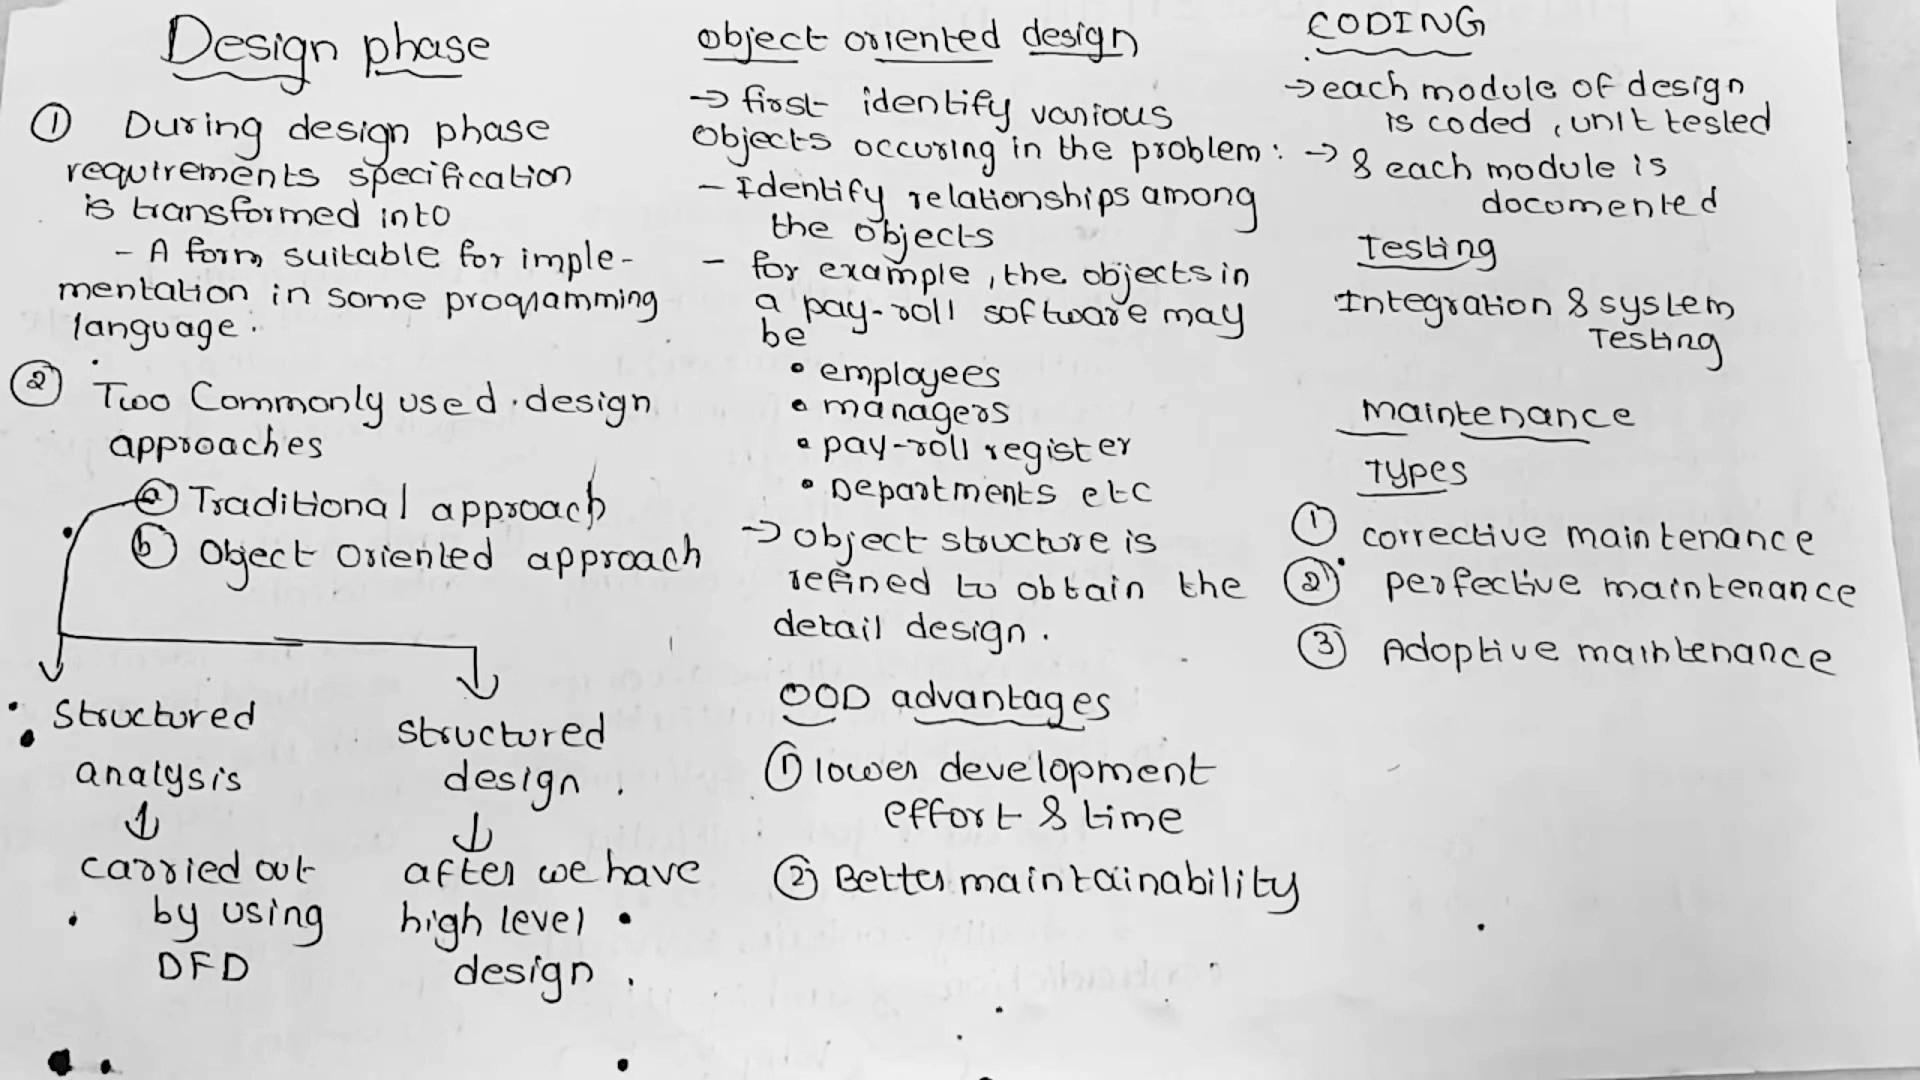 Design phase
① During design phase
requirements specification
is transformed into
- A form suitable for imple-
mentation in some programming
language.
② Two Commonly used design
approaches
ⓐ Traditional approach
ⓑ Object Oriented approach
Structured
analysis
↓
carried out
by using
DFD
structured
design.
↓
after we have
high level
design.
object oriented design
→ first identify various
Objects occuring in the problem:
- Identify relationships among
the objects
- for example, the objects in
a pay-roll software may
be
• employees
• managers
• pay-roll register
• Departments etc
→ object structure is
refined to obtain the
detail design.
OOD advantages
① lower development
effort & time
② Better maintainability
CODING
→ each module of design
is coded, unit tested
→ & each module is
documented
Testing
Integration & system
Testing
maintenance
Types
① corrective maintenance
② perfective maintenance
③ Adoptive maintenance